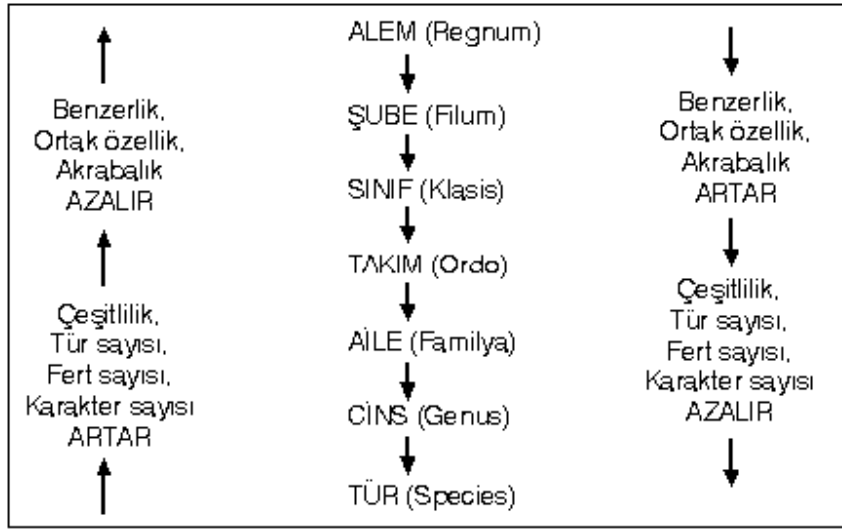 ALEM (Regnum)
ŞUBE (Filum)
SINIF (Klasis)
TAKIM (Ordo)
AİLE (Familya)
CİNS (Genus)
TÜR (Species)
Benzerlik,
Ortak özellik,
Akrabalık
AZALIR
Çeşitlilik,
Tür sayısı,
Fert sayısı,
Karakter sayısı
ARTAR
Benzerlik,
Ortak özellik,
Akrabalık
ARTAR
Çeşitlilik,
Tür sayısı,
Fert sayısı,
Karakter sayısı
AZALIR